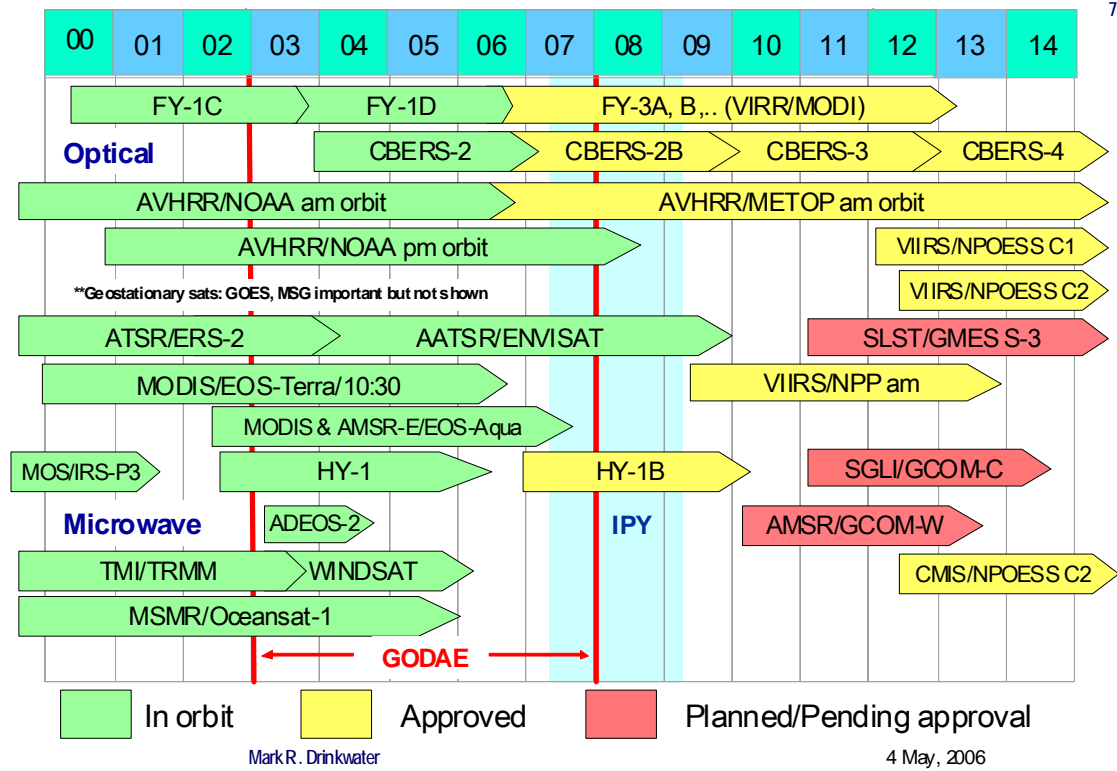 7
00 01 02 03 04 05 06 07 08 09 10 11 12 13 14
FY-1C FY-1D FY-3A, B,.. (VIRR/MODI)
Optical CBERS-2 CBERS-2B CBERS-3 CBERS-4
AVHRR/NOAA am orbit AVHRR/METOP am orbit
AVHRR/NOAA pm orbit VIIRS/NPOESS C1
**Geostationary sats: GOES, MSG important but not shown VIIRS/NPOESS C2
ATSR/ERS-2 AATSR/ENVISAT SLST/GMES S-3
MODIS/EOS-Terra/10:30 VIIRS/NPP am
MODIS & AMSR-E/EOS-Aqua
MOS/IRS-P3 HY-1 HY-1B SGLI/GCOM-C
Microwave ADEOS-2 IPY AMSR/GCOM-W
TMI/TRMM WINDSAT CMIS/NPOESS C2
MSMR/Oceansat-1
GODAE
In orbit Approved Planned/Pending approval
Mark R. Drinkwater 4 May, 2006